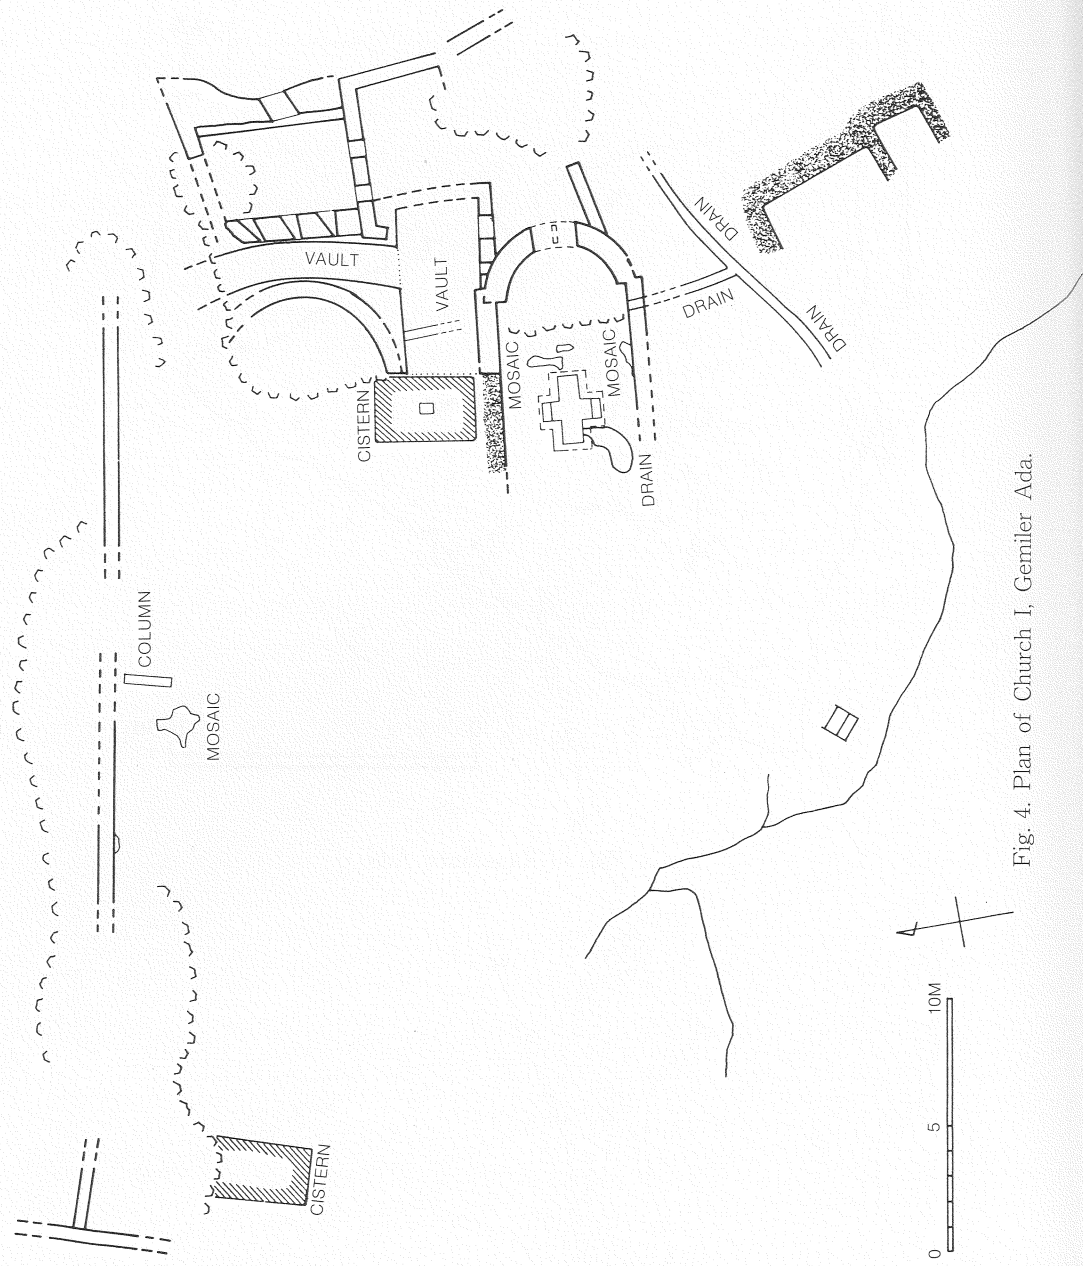 VAULT
VAULT
DRAIN
DRAIN
DRAIN
MOSAIC
MOSAIC
CISTERN
DRAIN
COLUMN
MOSAIC
CISTERN
0 5 10M
Fig. 4. Plan of Church I, Gemiler Ada.